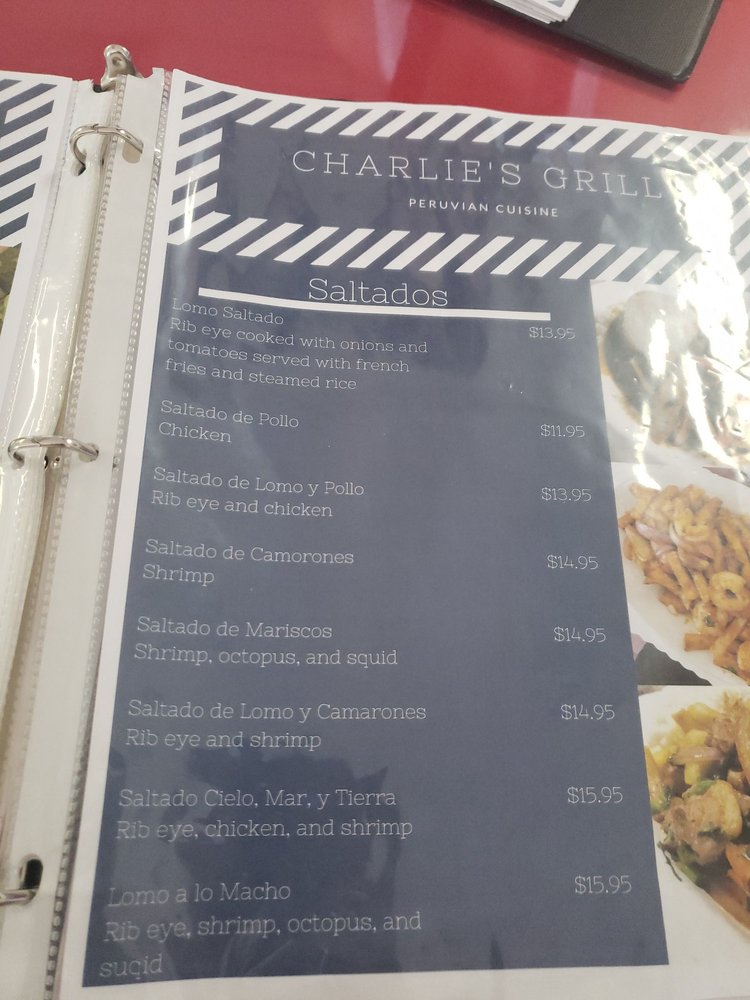 CHARLIE'S GRILL
PERUVIAN CUISINE
Saltados
Lomo Saltado
$13.95
Rib eye cooked with onions and
tomatoes served with french
fries and steamed rice
Saltado de Pollo
$11.95
Chicken
Saltado de Lomo y Pollo
$13.95
Rib eye and chicken
Saltado de Camorones
$14.95
Shrimp
Saltado de Mariscos
$14.95
Shrimp, octopus, and squid
Saltado de Lomo y Camarones
$14.95
Rib eye and shrimp
Saltado Cielo, Mar, y Tierra
$15.95
Rib eye, chicken, and shrimp
Lomo a lo Macho
$15.95
Rib eye, shrimp, octopus, and
suqid